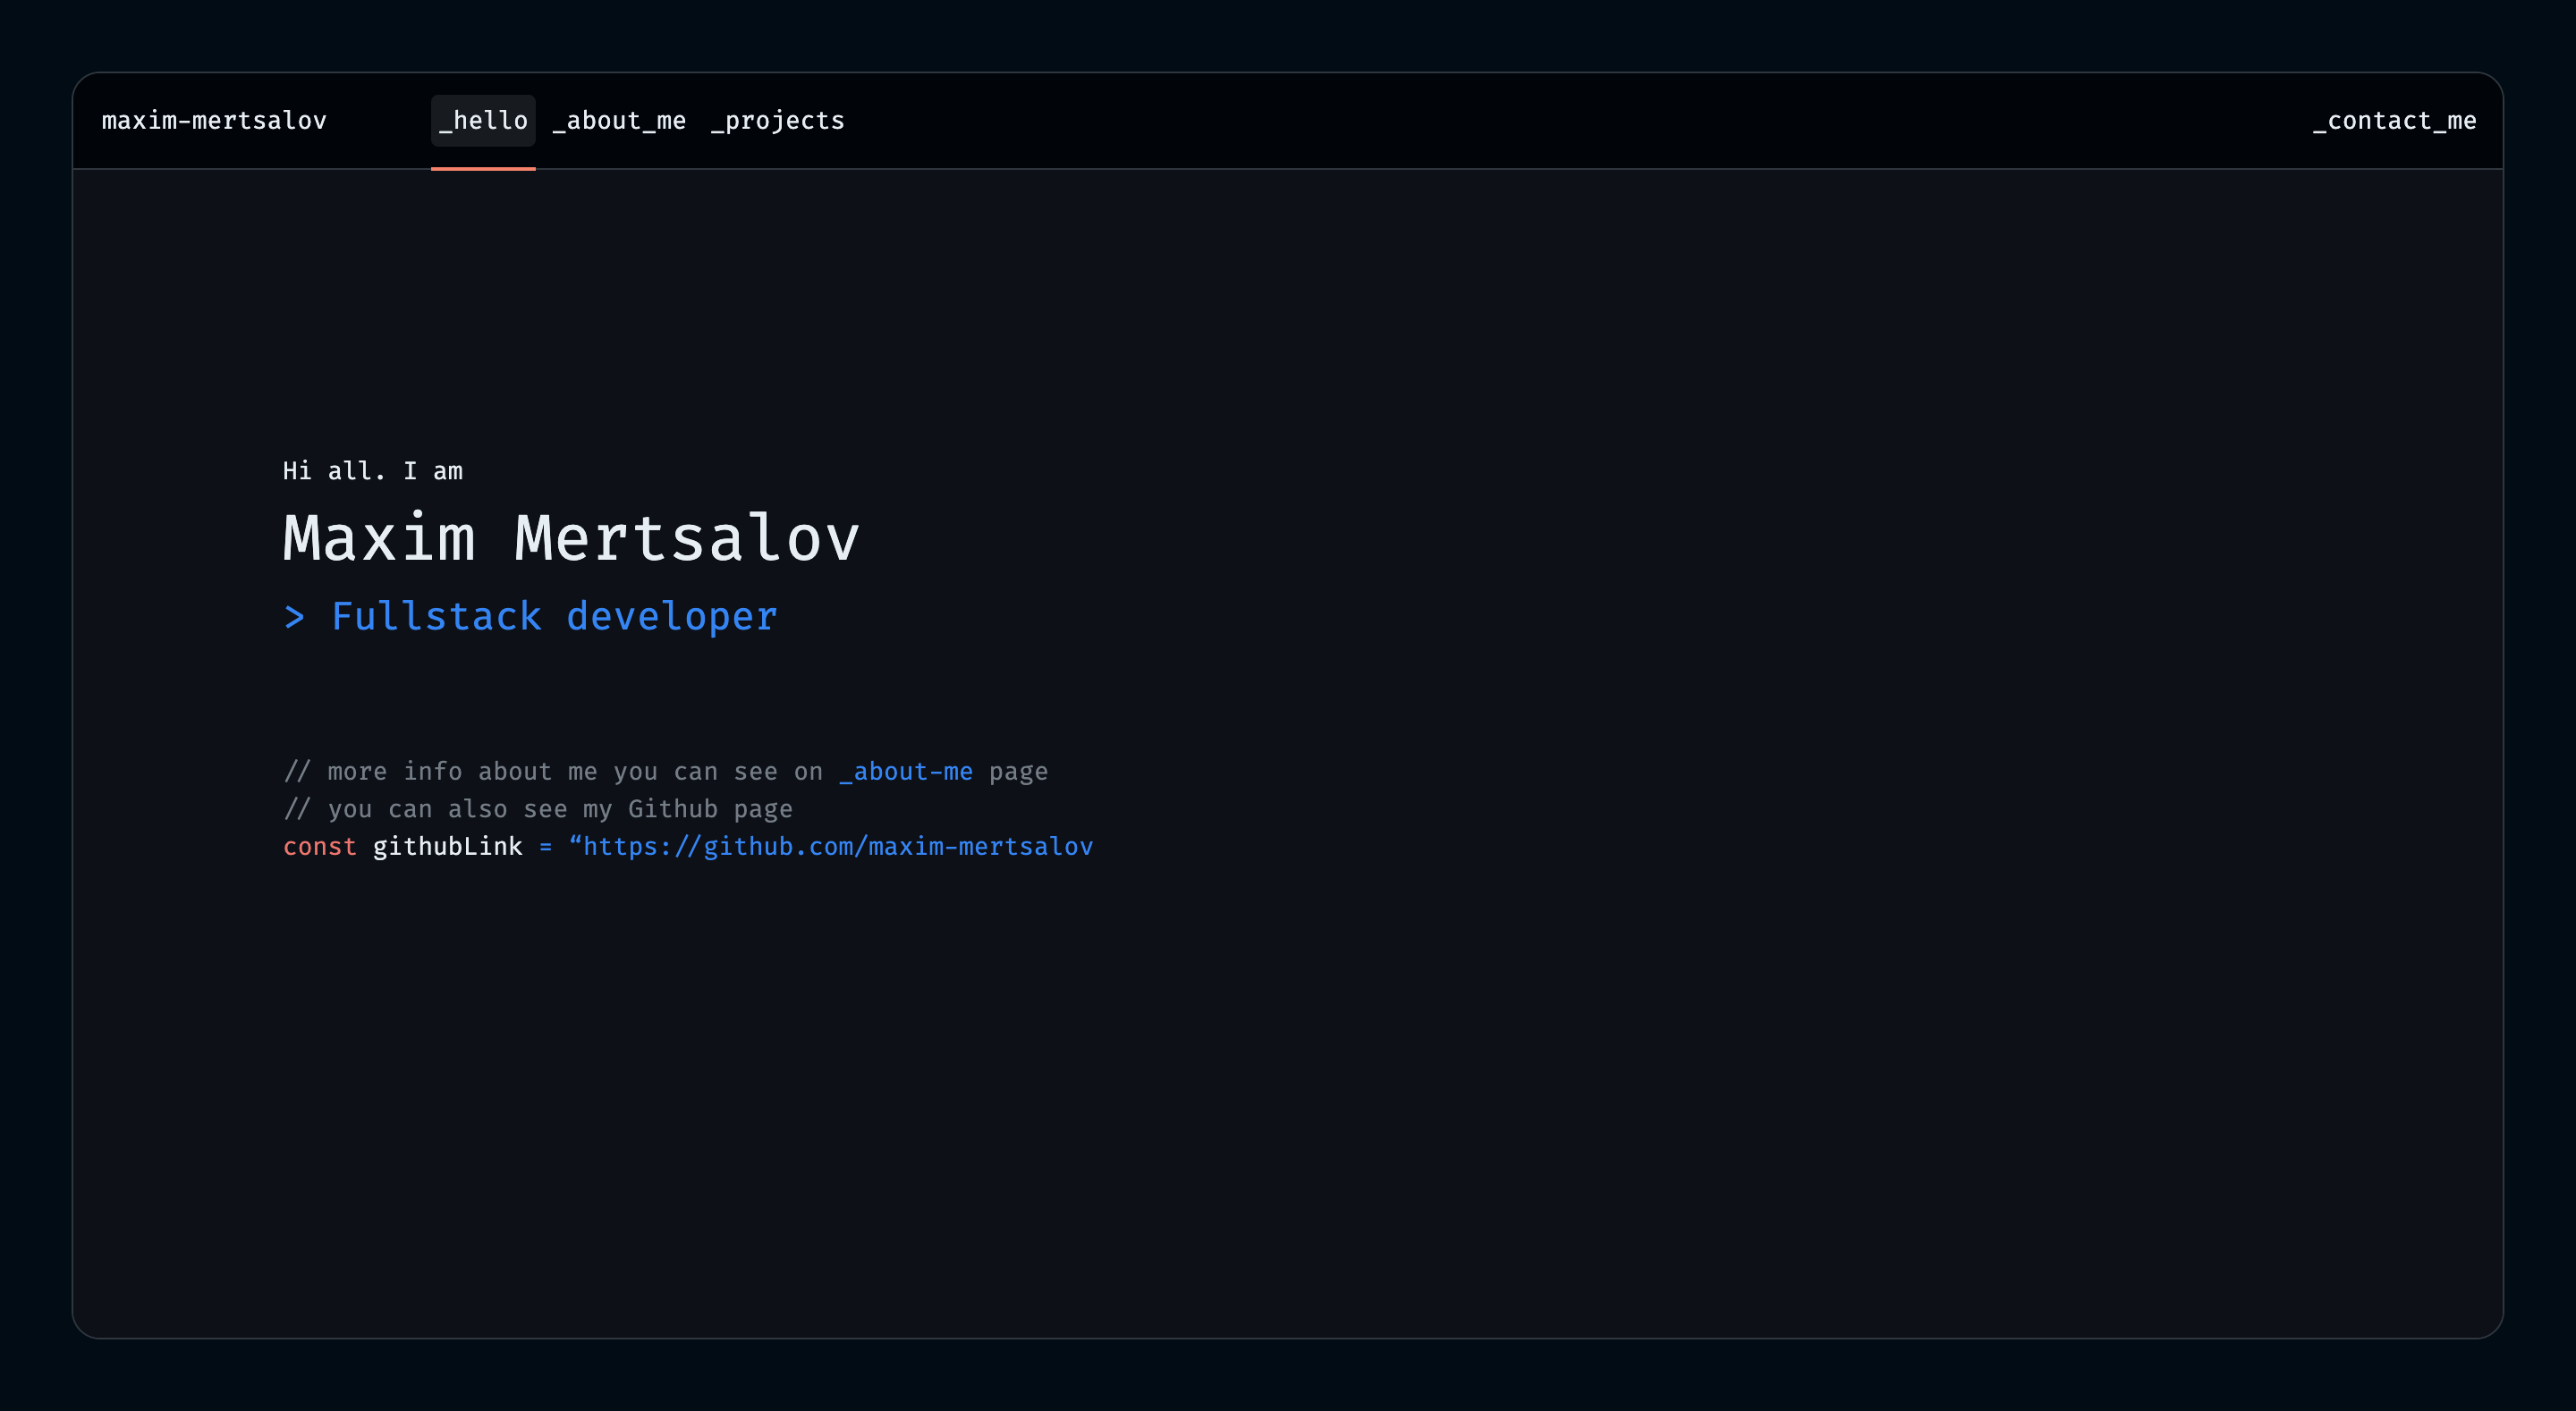 maxim-mertsalov _hello _about_me _projects _contact_me
Hi all. I am
Maxim Mertsalov
> Fullstack developer
// more info about me you can see on _about-me page
// you can also see my Github page
const githubLink = “https://github.com/maxim-mertsalov